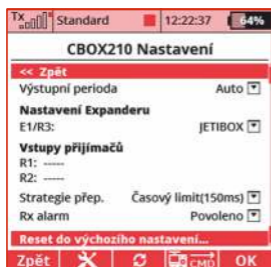 Tx Standard 12:22:37 64%
CBOX210 Nastavení
<< Zpět
Výstupní perioda Auto
Nastavení Expanderu
E1/R3: JETIBOX
Vstupy přijímačů
R1: -----
R2: -----
Strategie přep. Časový limit(150ms)
Rx alarm Povoleno
Reset do výchozího nastavení...
Zpět CMD OK